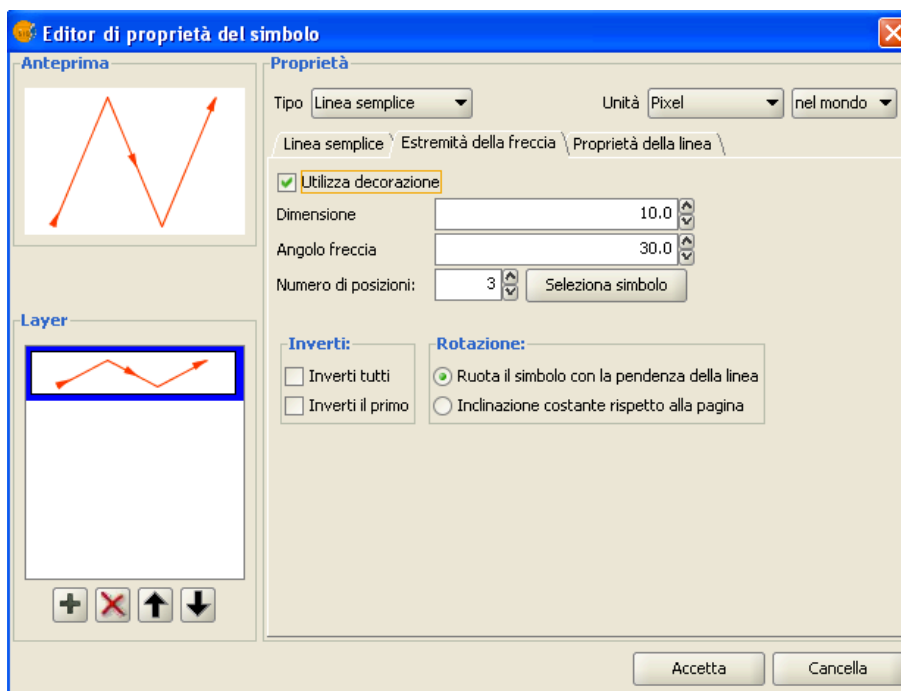 Editor di proprietà del simbolo
Anteprima
Proprietà
Tipo Linea semplice Unità Pixel nel mondo
Linea semplice Estremità della freccia Proprietà della linea
Utilizza decorazione
Dimensione 10.0
Angolo freccia 30.0
Numero di posizioni: 3 Seleziona simbolo
Layer
Inverti: Rotazione:
Inverti tutti Ruota il simbolo con la pendenza della linea
Inverti il primo Inclinazione costante rispetto alla pagina
Accetta Cancella